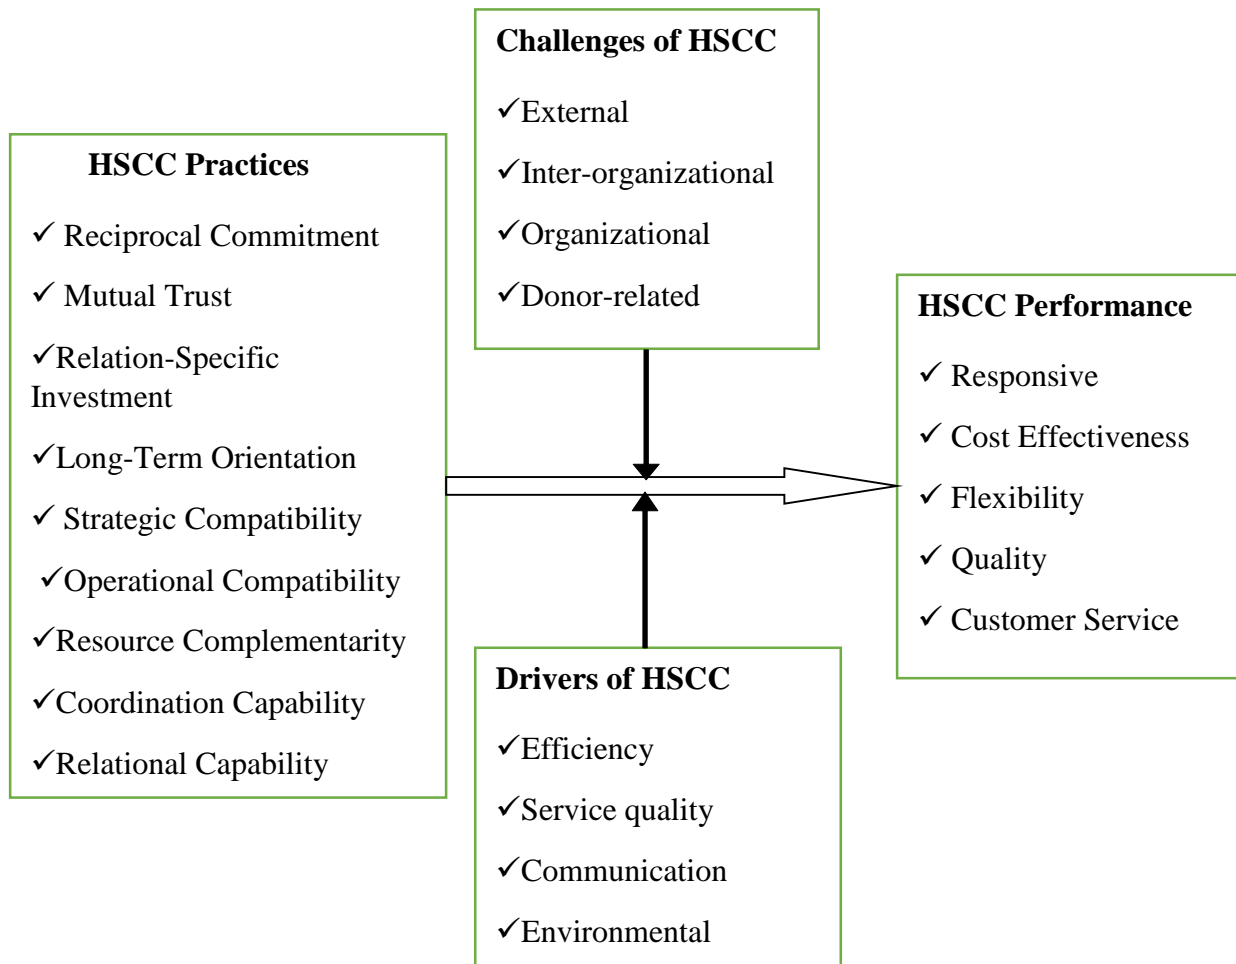 Challenges of HSCC
✓External
✓Inter-organizational
✓Organizational
✓Donor-related
HSCC Practices
✓ Reciprocal Commitment
✓ Mutual Trust
✓Relation-Specific
Investment
✓Long-Term Orientation
✓ Strategic Compatibility
✓Operational Compatibility
✓Resource Complementarity
✓Coordination Capability
✓Relational Capability
HSCC Performance
✓ Responsive
✓ Cost Effectiveness
✓ Flexibility
✓ Quality
✓ Customer Service
Drivers of HSCC
✓Efficiency
✓Service quality
✓Communication
✓Environmental